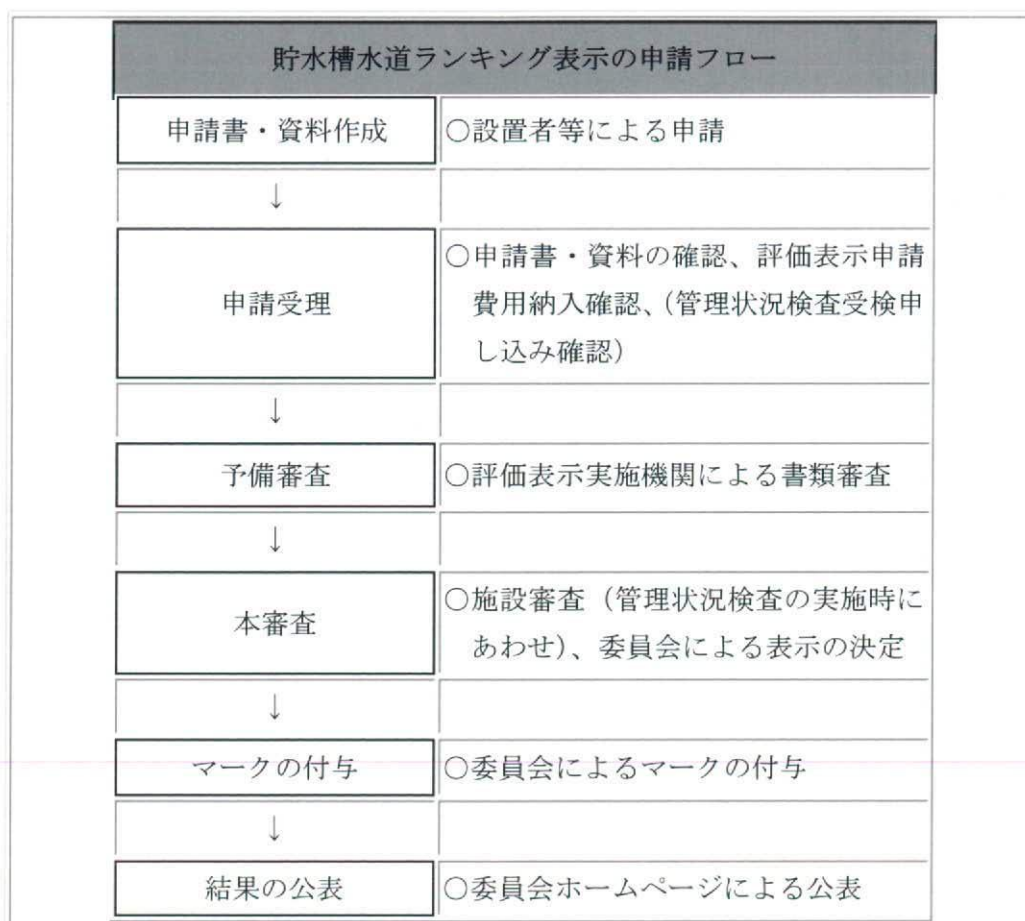 貯水槽水道ランキング表示の申請フロー
申請書・資料作成
○設置者等による申請
↓
申請受理
○申請書・資料の確認、評価表示申請
費用納入確認、（管理状況検査受検申
し込み確認）
↓
予備審査
○評価表示実施機関による書類審査
↓
本審査
○施設審査（管理状況検査の実施時に
あわせ）、委員会による表示の決定
↓
マークの付与
○委員会によるマークの付与
↓
結果の公表
○委員会ホームページによる公表